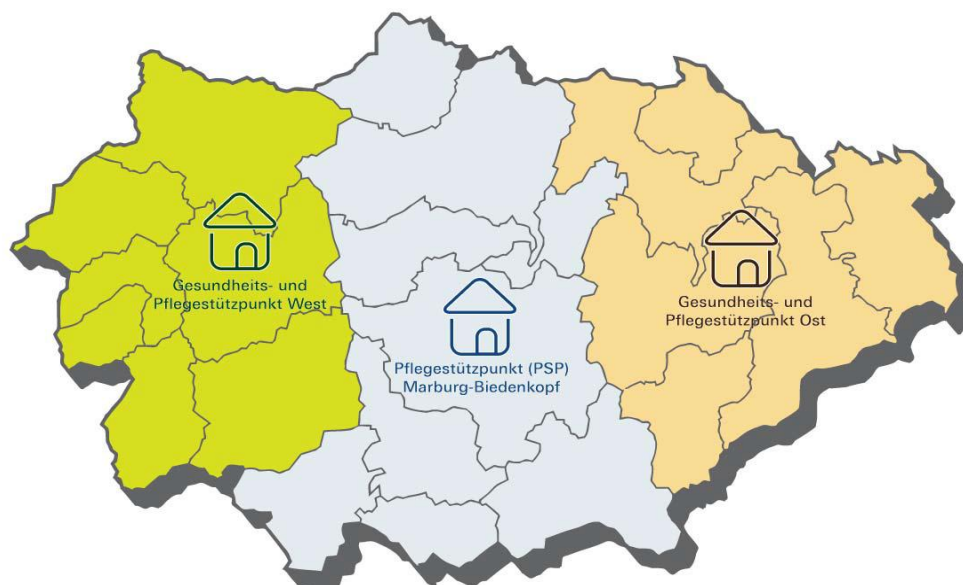 Gesundheits- und
Pflegestützpunkt West
Pflegestützpunkt (PSP)
Marburg-Biedenkopf
Gesundheits- und
Pflegestützpunkt Ost